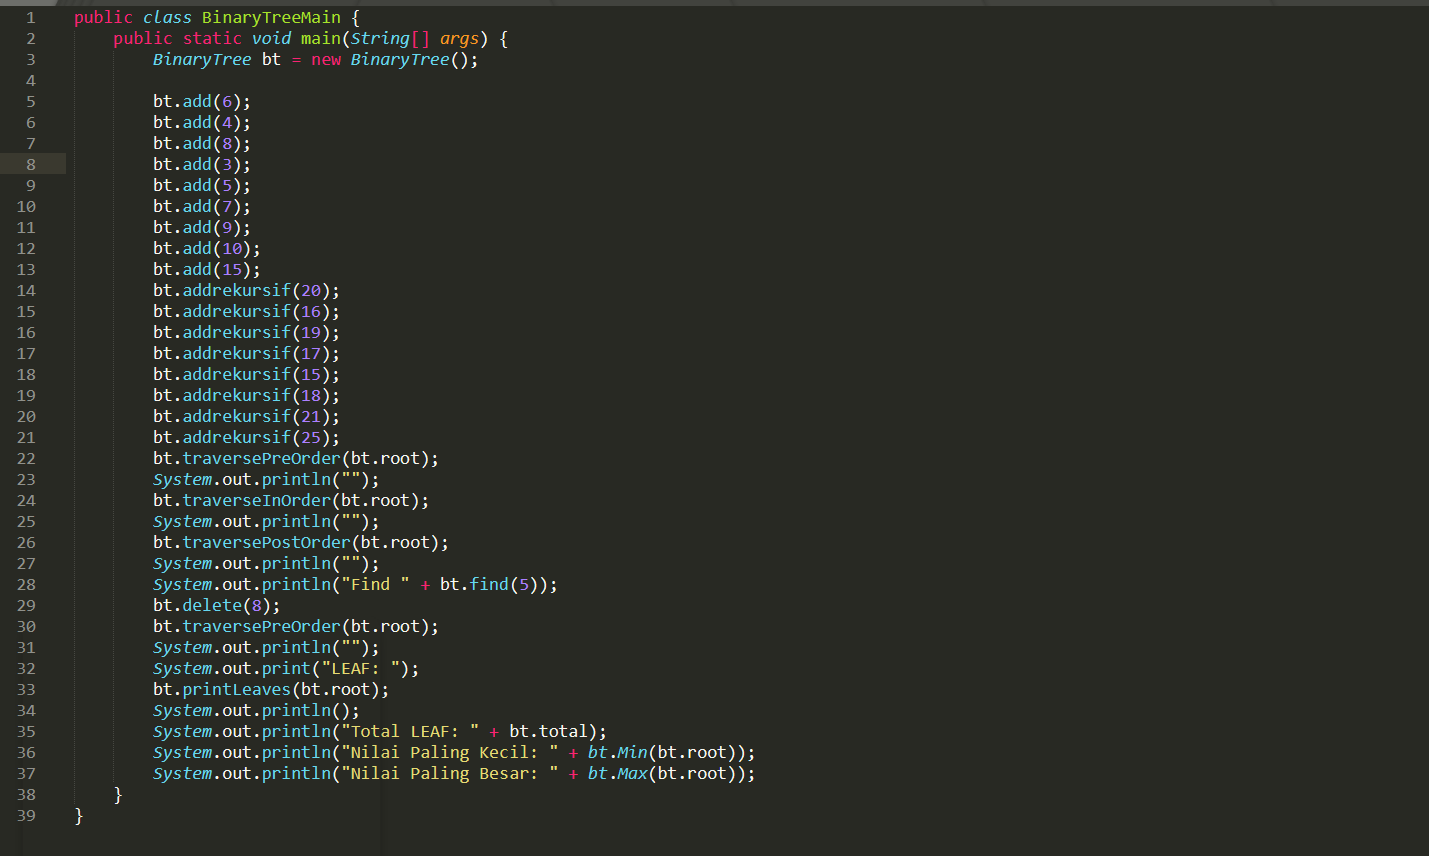 1 public class BinaryTreeMain {
2     public static void main(String[] args) {
3         BinaryTree bt = new BinaryTree();
4
5         bt.add(6);
6         bt.add(4);
7         bt.add(8);
8         bt.add(3);
9         bt.add(5);
10         bt.add(7);
11         bt.add(9);
12         bt.add(10);
13         bt.add(15);
14         bt.addrekursif(20);
15         bt.addrekursif(16);
16         bt.addrekursif(19);
17         bt.addrekursif(17);
18         bt.addrekursif(15);
19         bt.addrekursif(18);
20         bt.addrekursif(21);
21         bt.addrekursif(25);
22         bt.traversePreOrder(bt.root);
23         System.out.println("");
24         bt.traverseInOrder(bt.root);
25         System.out.println("");
26         bt.traversePostOrder(bt.root);
27         System.out.println("");
28         System.out.println("Find " + bt.find(5));
29         bt.delete(8);
30         bt.traversePreOrder(bt.root);
31         System.out.println("");
32         System.out.print("LEAF: ");
33         bt.printLeaves(bt.root);
34         System.out.println();
35         System.out.println("Total LEAF: " + bt.total);
36         System.out.println("Nilai Paling Kecil: " + bt.Min(bt.root));
37         System.out.println("Nilai Paling Besar: " + bt.Max(bt.root));
38     }
39 }